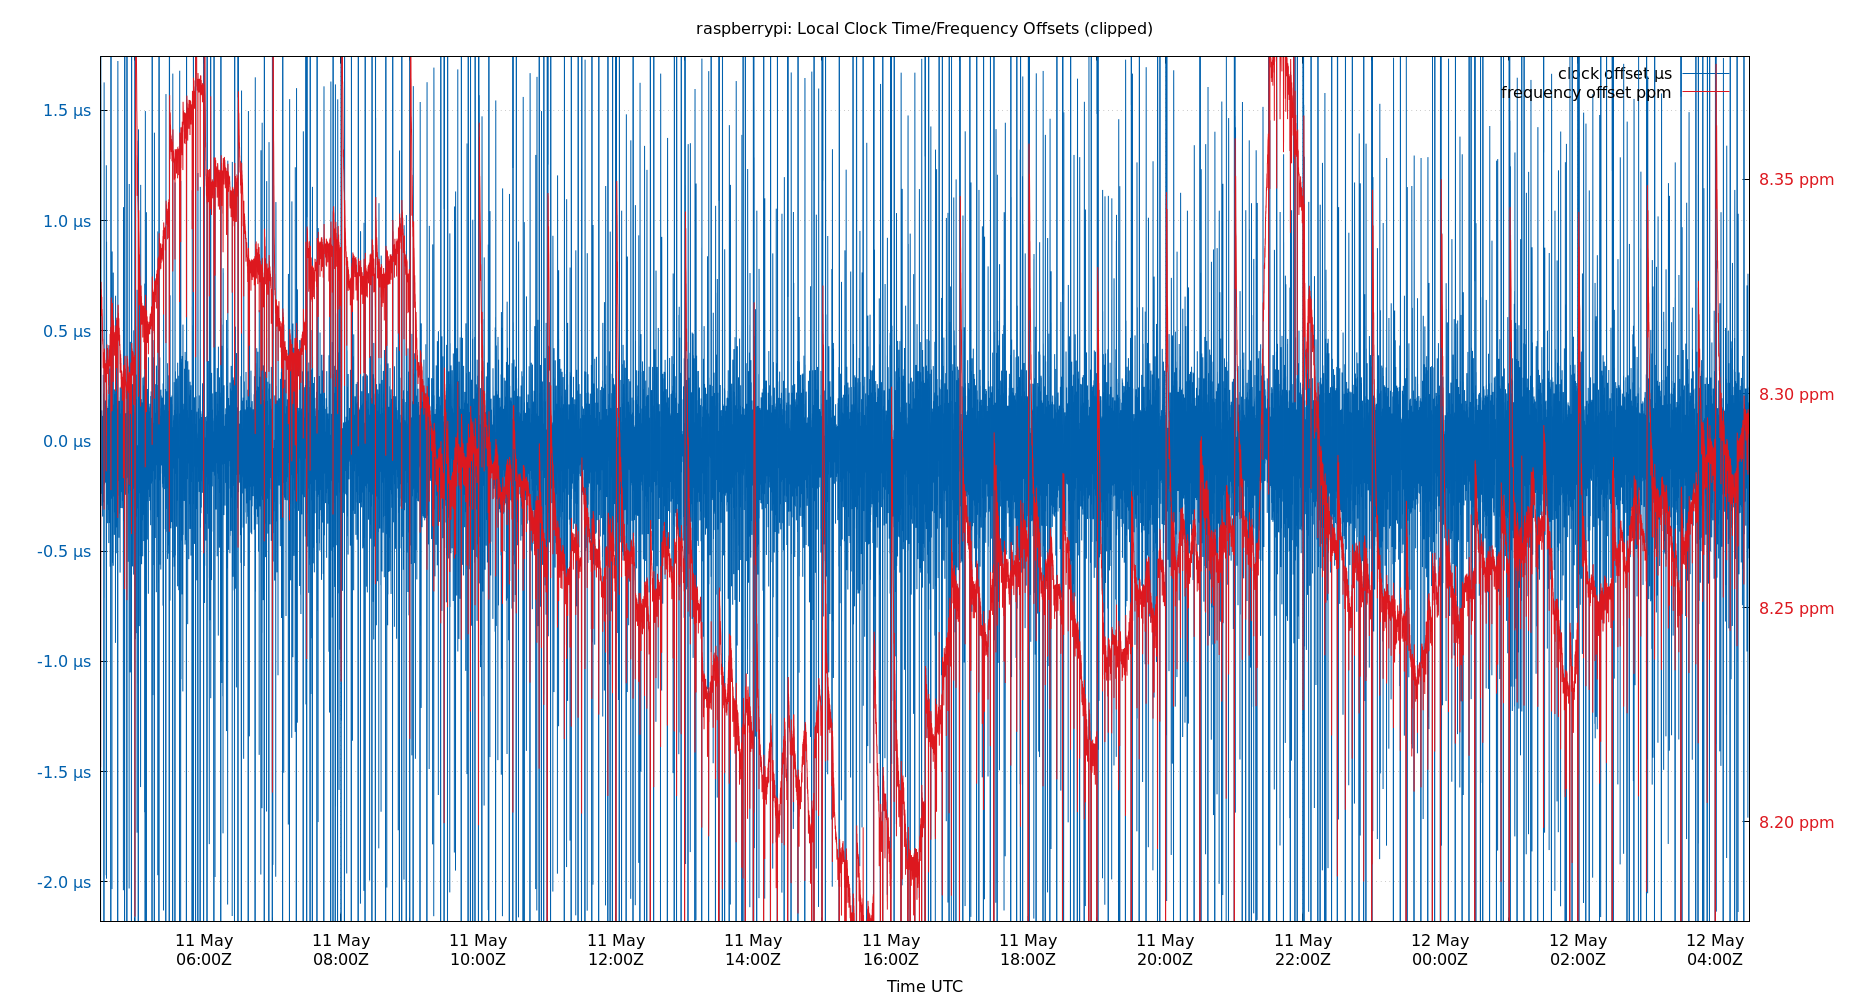 raspberrypi: Local Clock Time/Frequency Offsets (clipped)
clock offset µs
frequency offset ppm
1.5 µs
1.0 µs
0.5 µs
0.0 µs
-0.5 µs
-1.0 µs
-1.5 µs
-2.0 µs
8.35 ppm
8.30 ppm
8.25 ppm
8.20 ppm
11 May 11 May 11 May 11 May 11 May 11 May 11 May 11 May 11 May 12 May 12 May 12 May
06:00Z 08:00Z 10:00Z 12:00Z 14:00Z 16:00Z 18:00Z 20:00Z 22:00Z 00:00Z 02:00Z 04:00Z
Time UTC